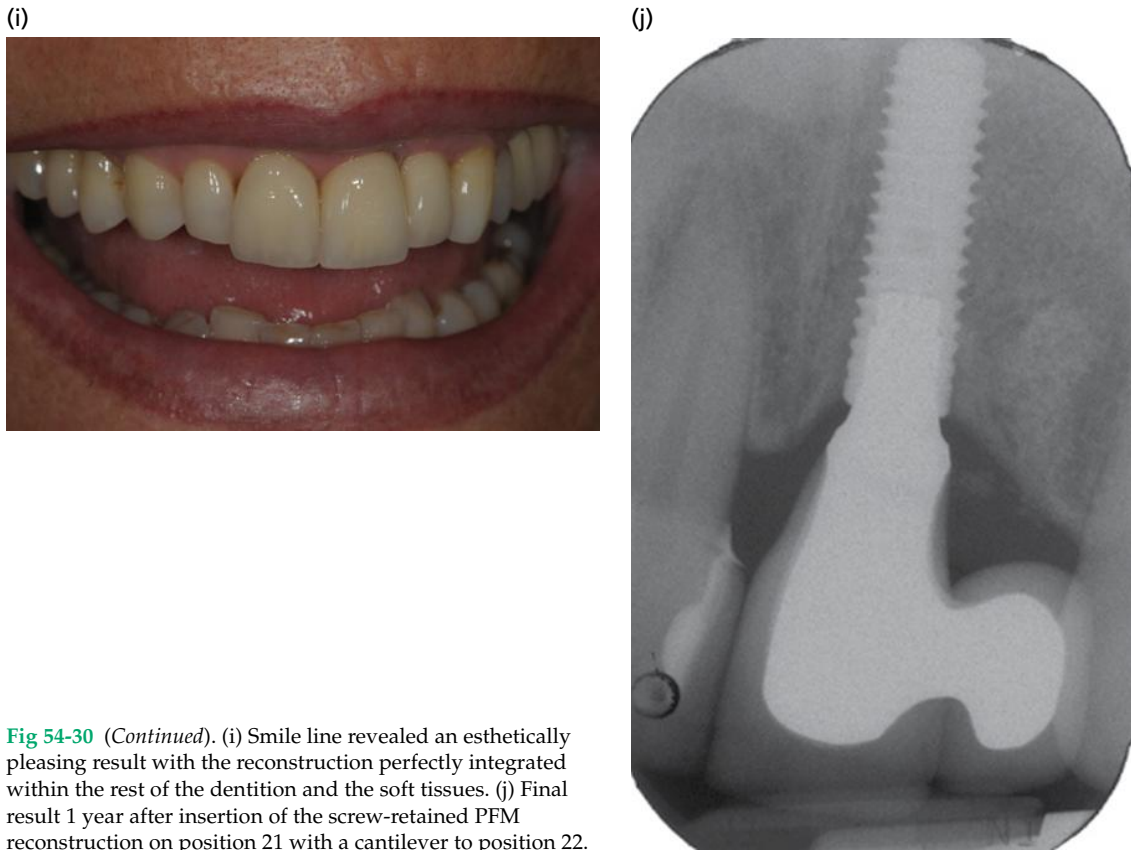 (i)
(j)
Fig 54-30 (Continued). (i) Smile line revealed an esthetically
pleasing result with the reconstruction perfectly integrated
within the rest of the dentition and the soft tissues. (j) Final
result 1 year after insertion of the screw-retained PFM
reconstruction on position 21 with a cantilever to position 22.